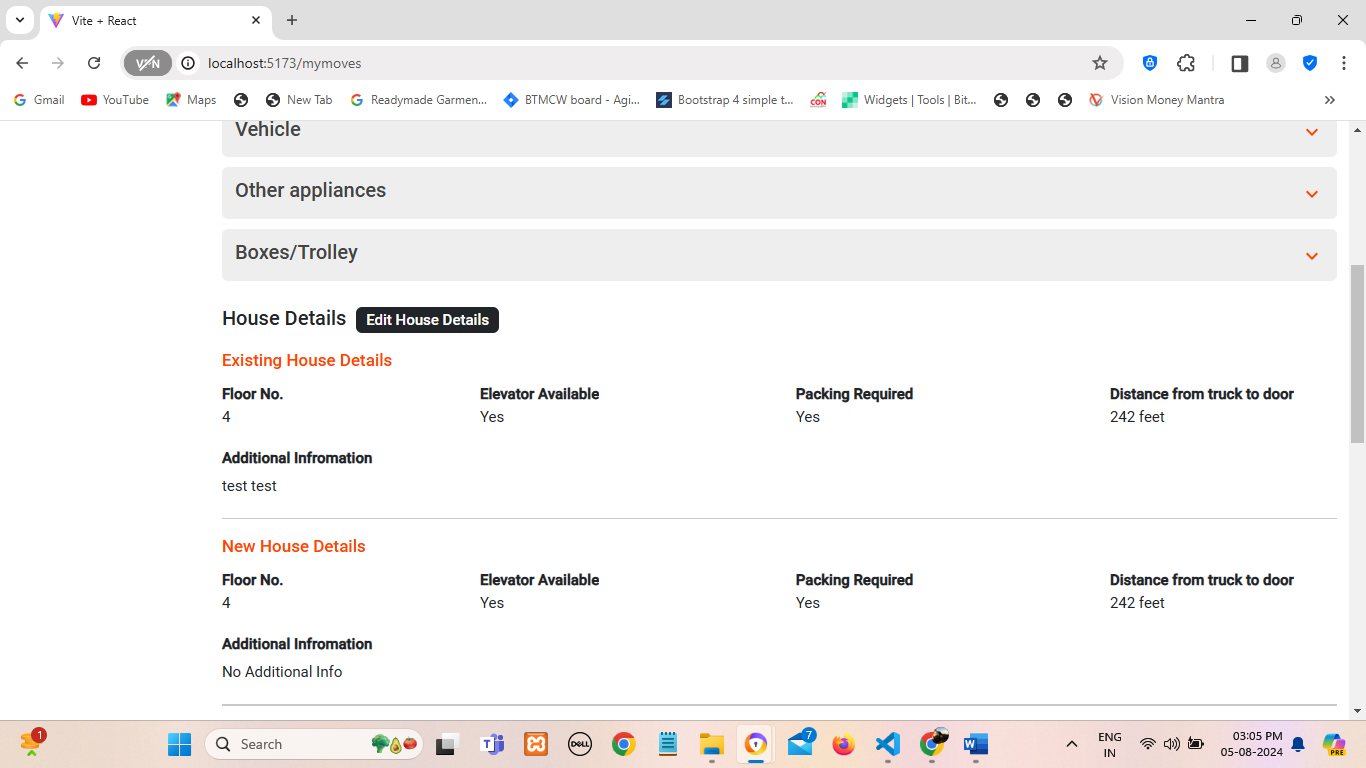 Vite + React
VPN
localhost:5173/mymoves
Gmail YouTube Maps New Tab Readymade Garmen... BTMCW board - Agi... Bootstrap 4 simple t... CON Widgets | Tools | Bit... Vision Money Mantra
Vehicle
Other appliances
Boxes/Trolley
House Details Edit House Details
Existing House Details
Floor No. Elevator Available Packing Required Distance from truck to door
4 Yes Yes 242 feet
Additional Infromation
test test
New House Details
Floor No. Elevator Available Packing Required Distance from truck to door
4 Yes Yes 242 feet
Additional Infromation
No Additional Info
1 Search DELL 7 ENG 03:05 PM
IN 05-08-2024 PRE